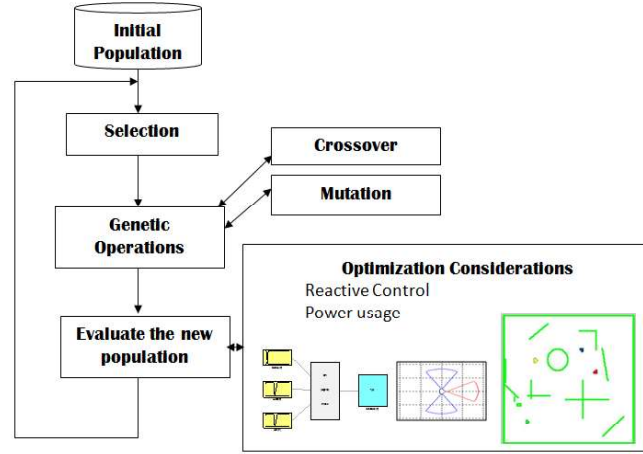 Initial
Population
Selection
Crossover
Mutation
Genetic
Operations
Evaluate the new
population
Optimization Considerations
Reactive Control
Power usage